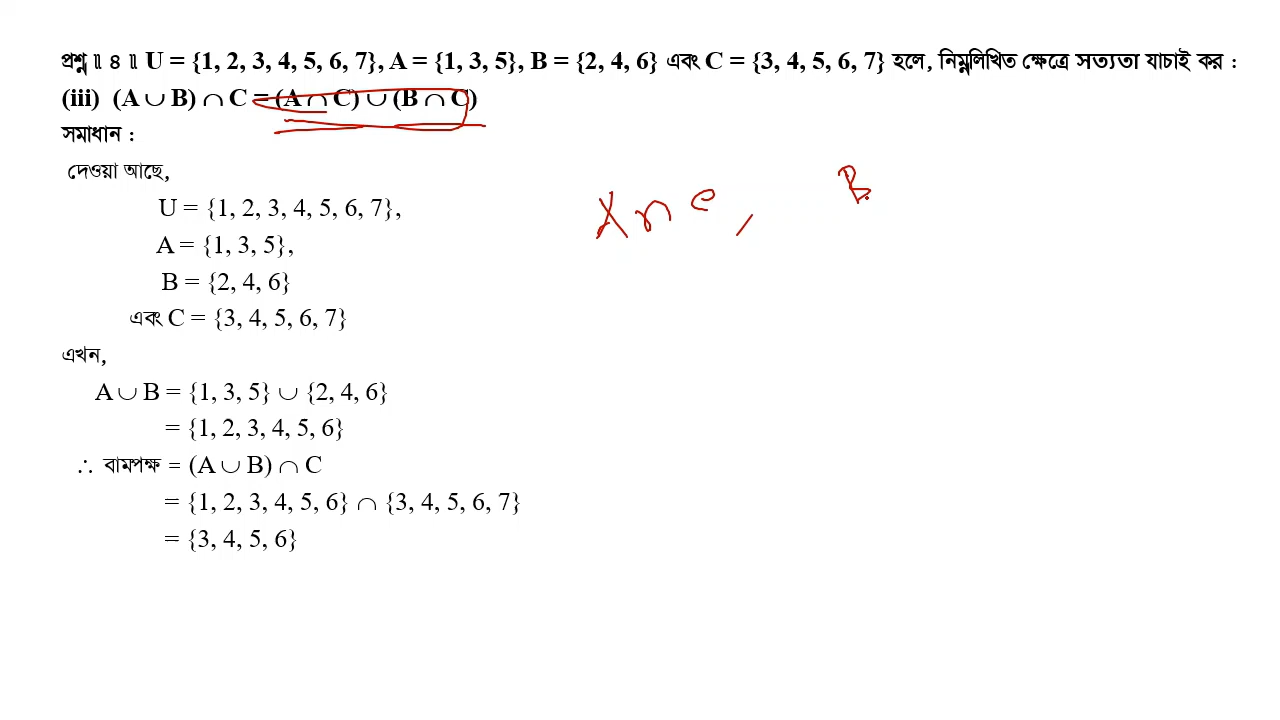 প্রশ্ন ॥ ৪ ॥ U = {1, 2, 3, 4, 5, 6, 7}, A = {1, 3, 5}, B = {2, 4, 6} এবং C = {3, 4, 5, 6, 7} হলে, নিম্নলিখিত ক্ষেত্রে সত্যতা যাচাই কর :
(iii) (A ∪ B) ∩ C = (A ∩ C) ∪ (B ∩ C)
সমাধান :
দেওয়া আছে,
U = {1, 2, 3, 4, 5, 6, 7},
A = {1, 3, 5},
B = {2, 4, 6}
এবং C = {3, 4, 5, 6, 7}
A ∩ C , B
এখন,
A ∪ B = {1, 3, 5} ∪ {2, 4, 6}
= {1, 2, 3, 4, 5, 6}
∴ বামপক্ষ = (A ∪ B) ∩ C
= {1, 2, 3, 4, 5, 6} ∩ {3, 4, 5, 6, 7}
= {3, 4, 5, 6}